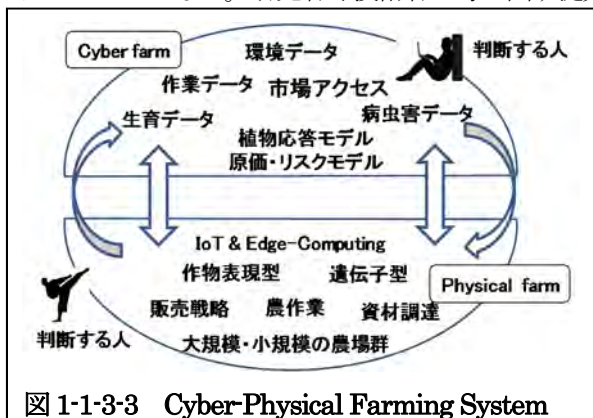 Cyber farm
環境データ
判断する人
作業データ 市場アクセス
生育データ 病虫害データ
植物応答モデル
原価・リスクモデル
IoT & Edge-Computing
作物表現型 遺伝子型
Physical farm
販売戦略 農作業 資材調達
判断する人
大規模・小規模の農場群
図 1-1-3-3 Cyber-Physical Farming System